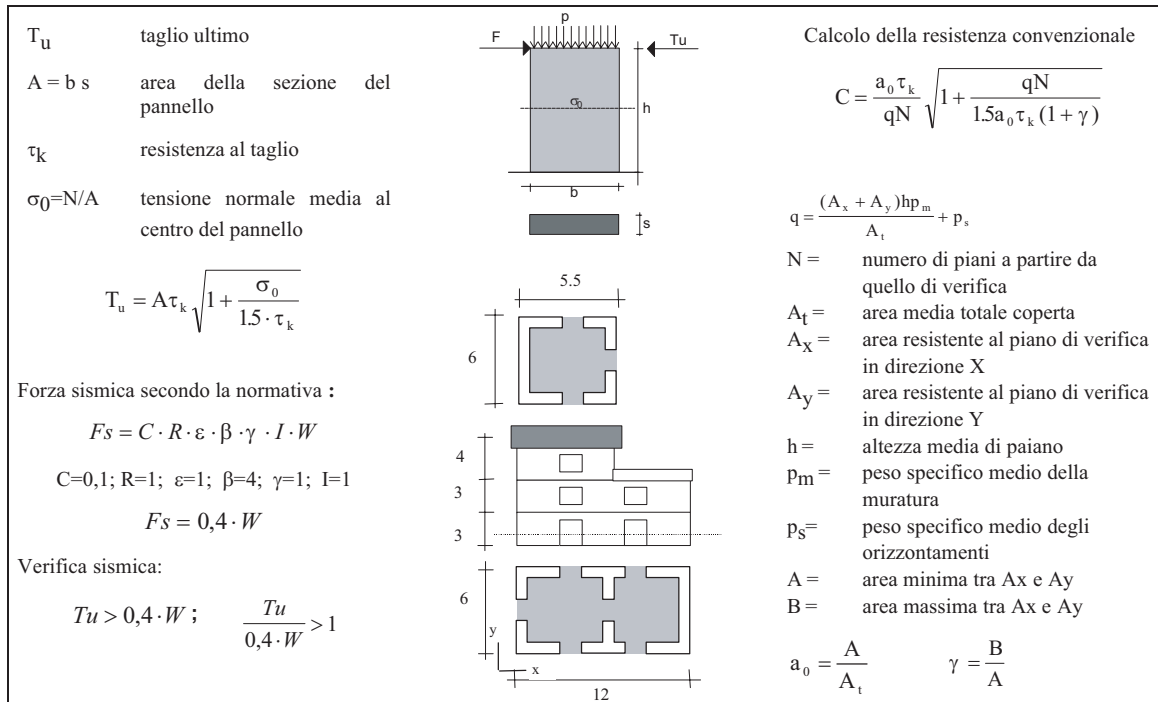 Tu taglio ultimo
A = b s area della sezione del
pannello
τk resistenza al taglio
σ0=N/A tensione normale media al
centro del pannello
Tu = Aτk √(1 + σ0 / (1.5 · τk))
Forza sismica secondo la normativa :
Fs = C · R · ε · β · γ · I · W
C=0,1; R=1; ε=1; β=4; γ=1; I=1
Fs = 0,4 · W
Verifica sismica:
Tu > 0,4 · W ; Tu / (0,4 · W) > 1
p
F Tu
σ0
h
b
s
5.5
6
4
3
3
6
y
x
12
Calcolo della resistenza convenzionale
C = (a0 τk / qN) √(1 + qN / (1.5a0 τk (1 + γ)))
q = (Ax + Ay)hpm / At + ps
N = numero di piani a partire da
quello di verifica
At = area media totale coperta
Ax = area resistente al piano di verifica
in direzione X
Ay = area resistente al piano di verifica
in direzione Y
h = altezza media di paiano
pm = peso specifico medio della
muratura
ps= peso specifico medio degli
orizzontamenti
A = area minima tra Ax e Ay
B = area massima tra Ax e Ay
a0 = A / At γ = B / A